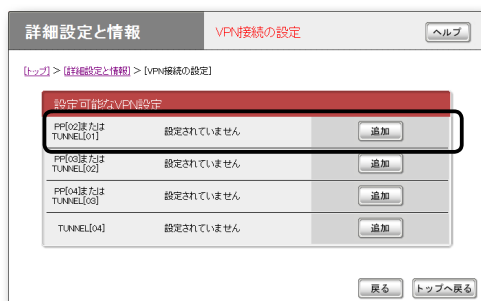 詳細設定と情報
VPN接続の設定
ヘルプ
[トップ] > [詳細設定と情報] > [VPN接続の設定]
設定可能なVPN設定
PP[02]または
TUNNEL[01]
設定されていません
追加
PP[03]または
TUNNEL[02]
設定されていません
追加
PP[04]または
TUNNEL[03]
設定されていません
追加
TUNNEL[04]
設定されていません
追加
戻る
トップへ戻る